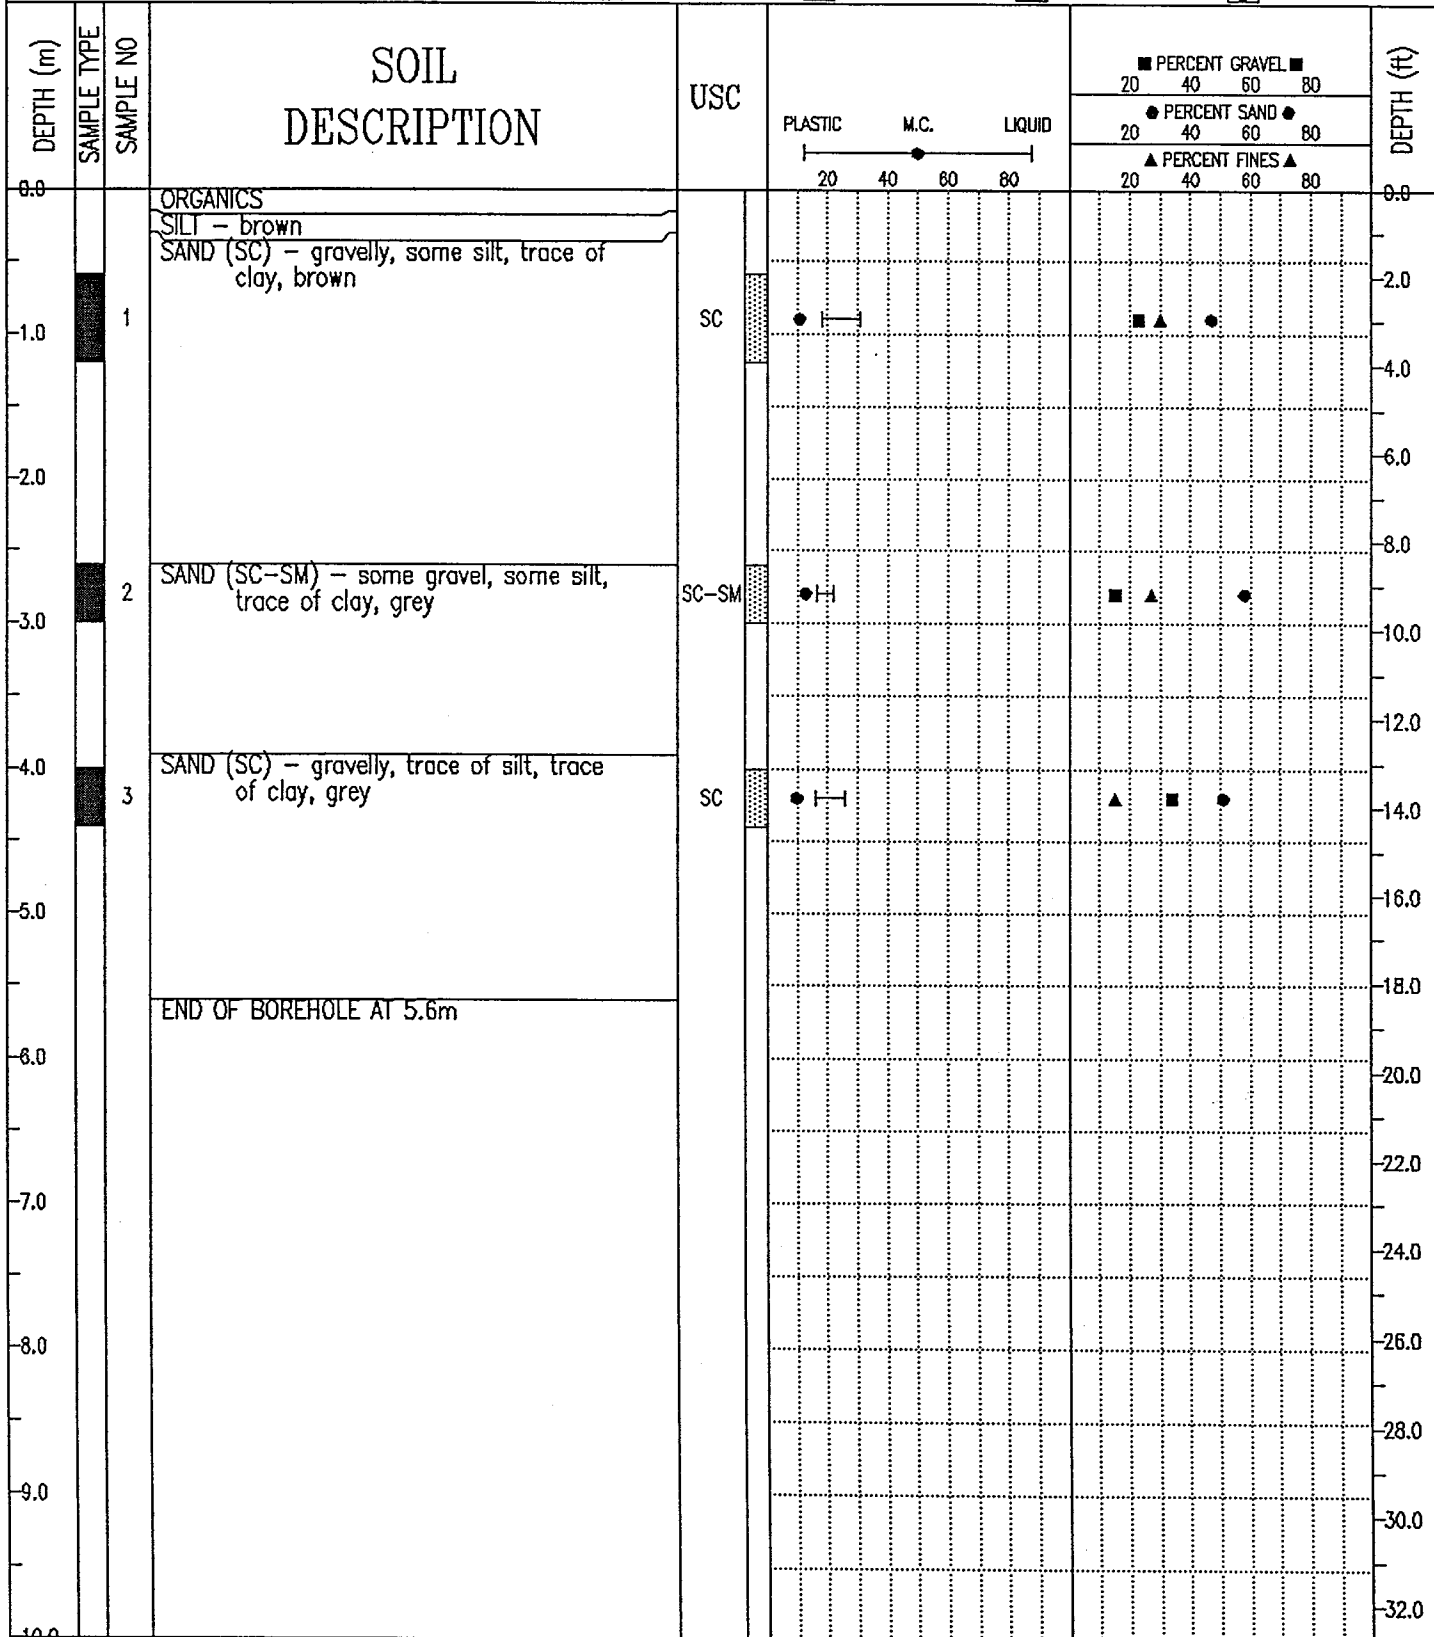 DEPTH (m)
SAMPLE TYPE
SAMPLE NO
SOIL
DESCRIPTION
USC
PLASTIC M.C. LIQUID
20 40 60 80
■ PERCENT GRAVEL ■
20 40 60 80
● PERCENT SAND ●
20 40 60 80
▲ PERCENT FINES ▲
20 40 60 80
DEPTH (ft)
0.0
ORGANICS
0.0
SILT – brown
SAND (SC) – gravelly, some silt, trace of
clay, brown
2.0
1
SC
1.0
4.0
6.0
2.0
8.0
SAND (SC-SM) – some gravel, some silt,
trace of clay, grey
2
SC-SM
3.0
10.0
12.0
SAND (SC) – gravelly, trace of silt, trace
of clay, grey
4.0
3
SC
14.0
16.0
5.0
18.0
END OF BOREHOLE AT 5.6m
6.0
20.0
22.0
7.0
24.0
8.0
26.0
28.0
9.0
30.0
32.0
10.0